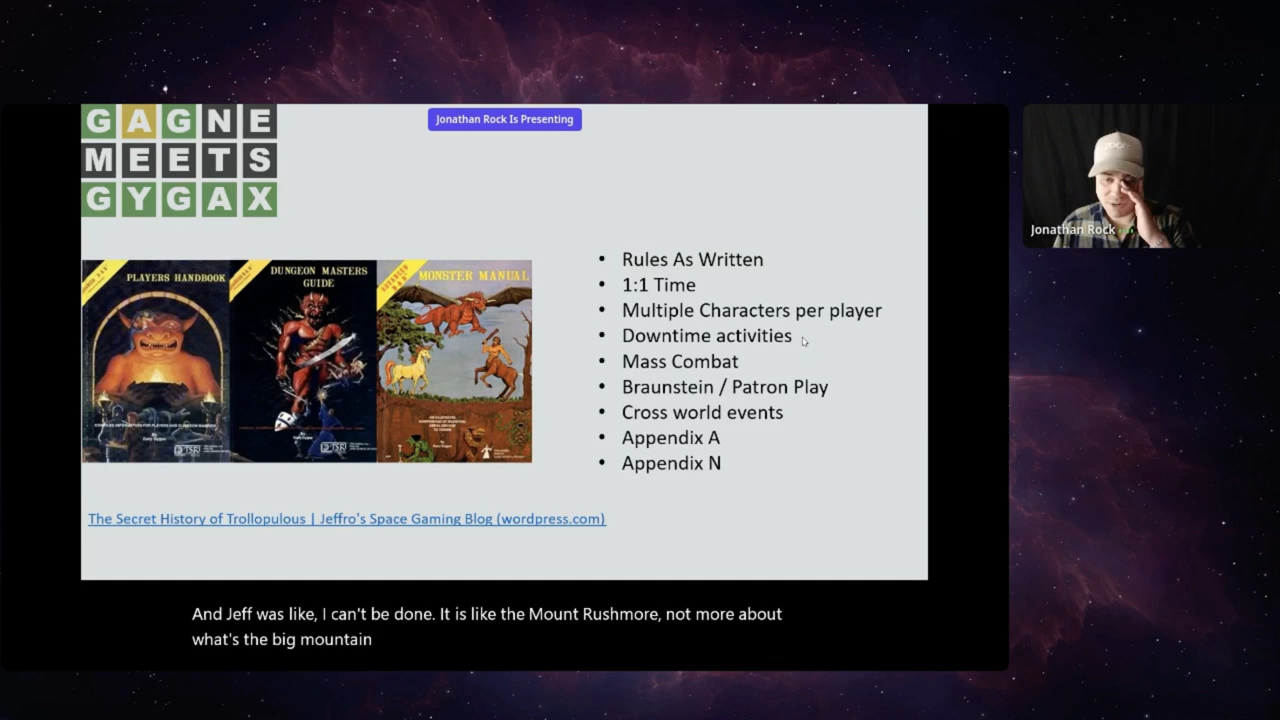 GAGNE
MEETS
GYGAX
Jonathan Rock Is Presenting
Jonathan Rock
PLAYERS HANDBOOK
DUNGEON MASTERS
GUIDE
MONSTER MANUAL
TSR
TSR
• Rules As Written
• 1:1 Time
• Multiple Characters per player
• Downtime activities
• Mass Combat
• Braunstein / Patron Play
• Cross world events
• Appendix A
• Appendix N
The Secret History of Trollopulous | Jeffro's Space Gaming Blog (wordpress.com)
And Jeff was like, I can't be done. It is like the Mount Rushmore, not more about
what's the big mountain